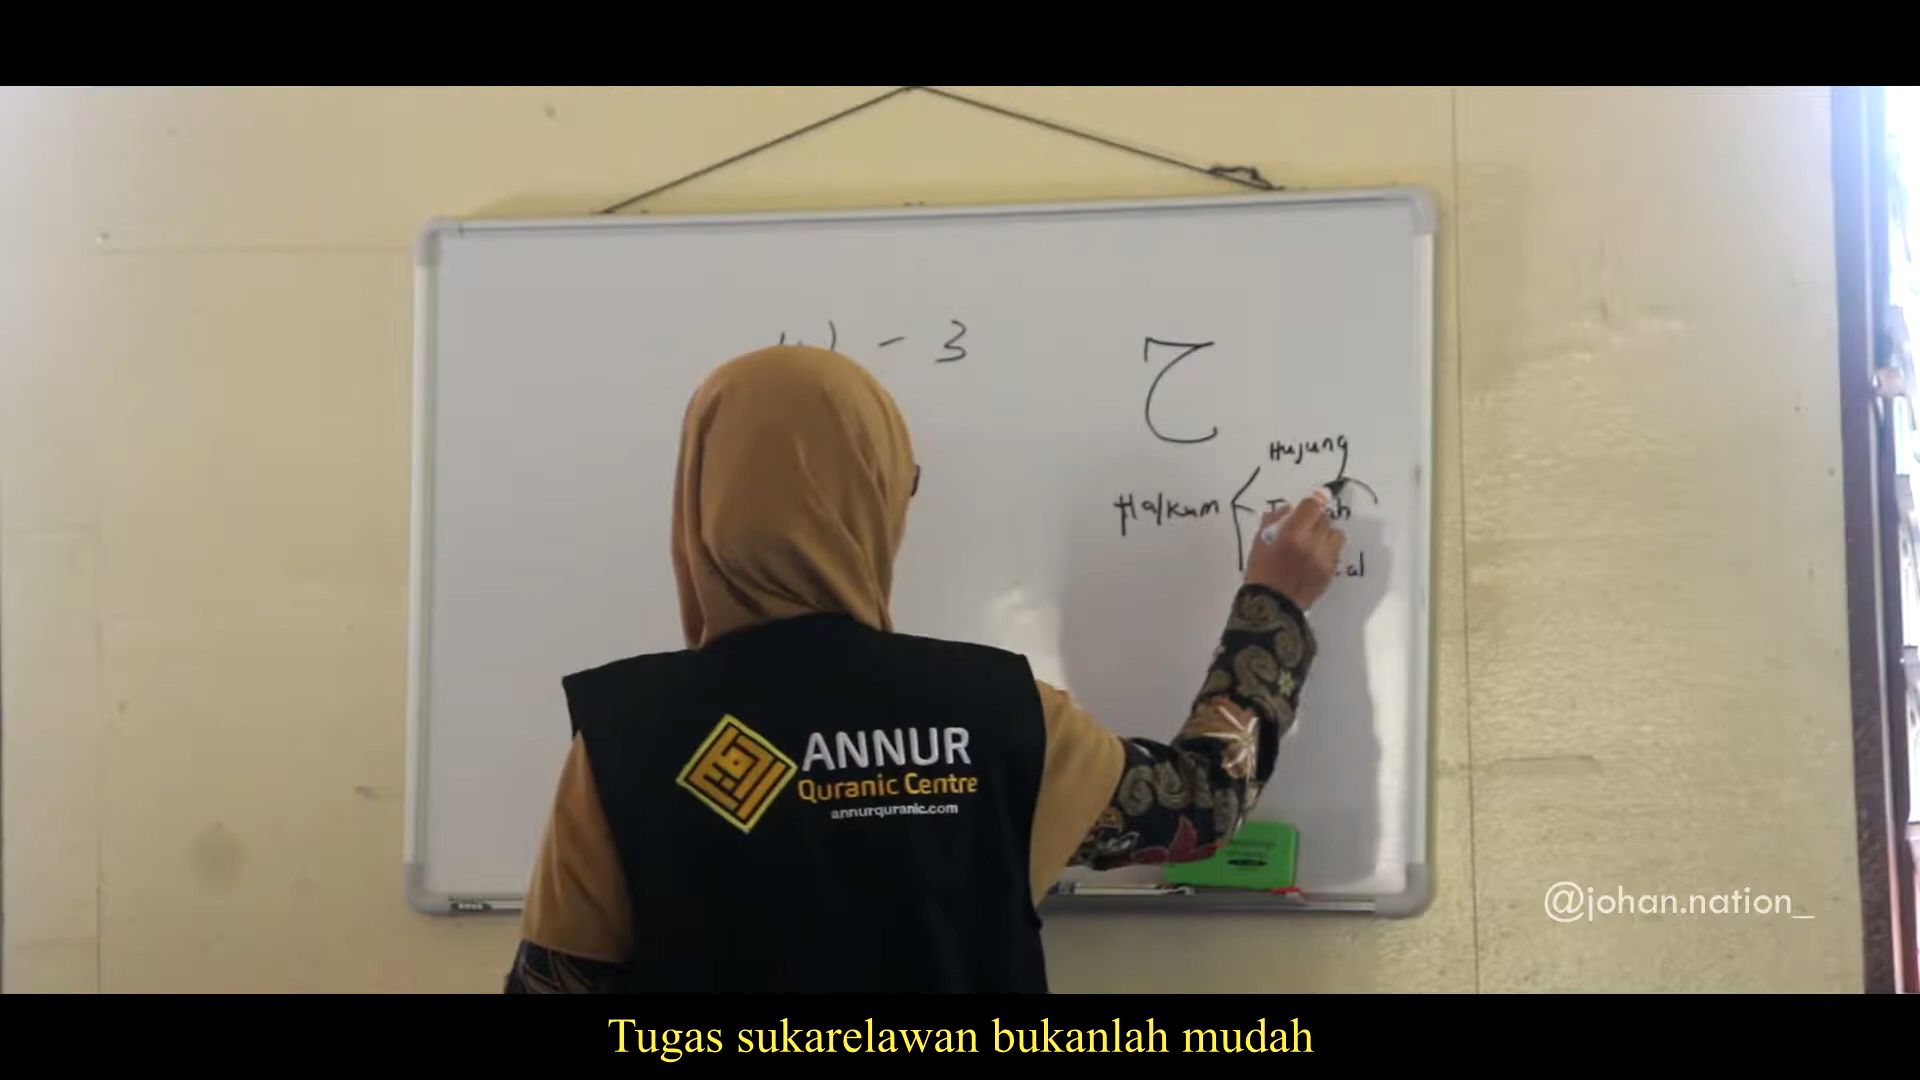 - 3
ح
Hujung
Halkum
ANNUR
Quranic Centre
annurquranic.com
@johan.nation_
Tugas sukarelawan bukanlah mudah